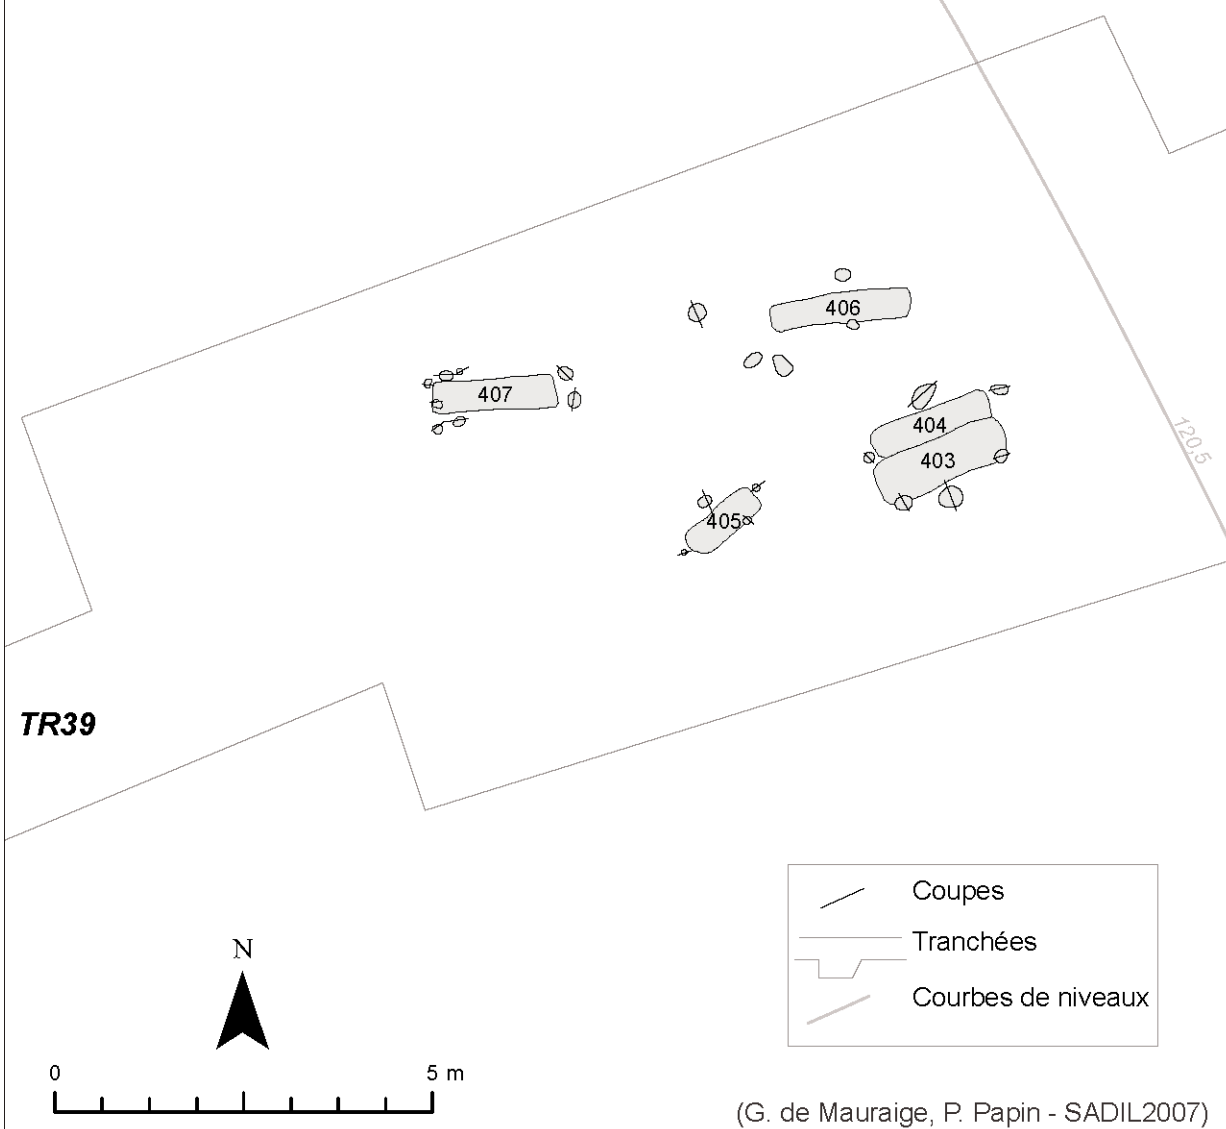 406
407
404
120,5
403
405
TR39
Coupes
Tranchées
Courbes de niveaux
N
0 5 m
(G. de Mauraige, P. Papin - SADIL2007)